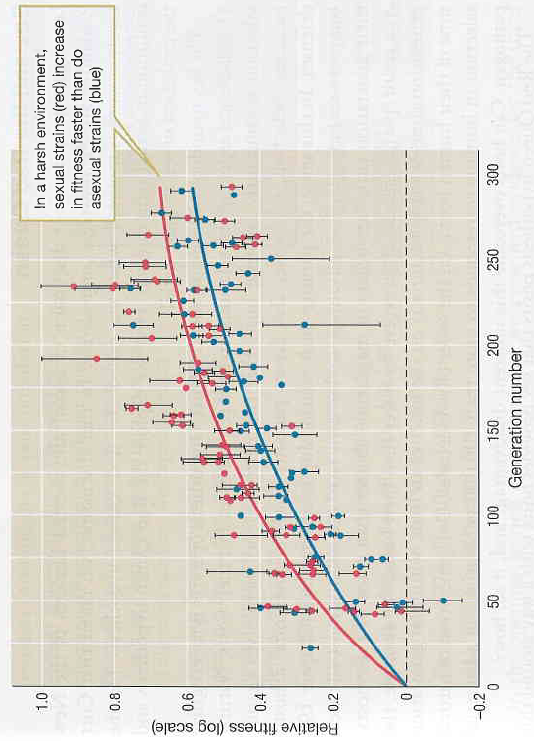 In a harsh environment,
sexual strains (red) increase
in fitness faster than do
asexual strains (blue)
Relative fitness (log scale)
1.0
0.8
0.6
0.4
0.2
0
–0.2
0
50
100
150
200
250
300
Generation number